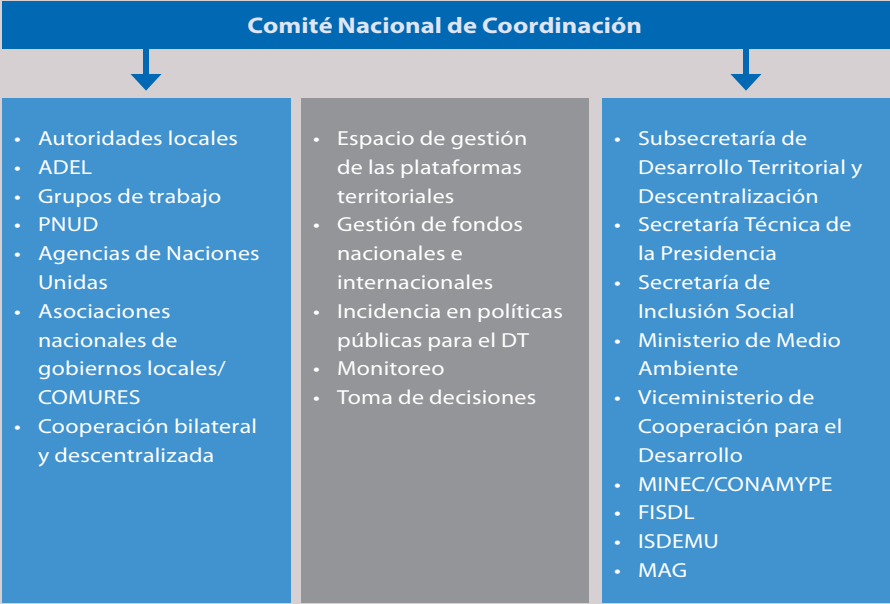 Comité Nacional de Coordinación
• Autoridades locales
• ADEL
• Grupos de trabajo
• PNUD
• Agencias de Naciones
Unidas
• Asociaciones
nacionales de
gobiernos locales/
COMURES
• Cooperación bilateral
y descentralizada
• Espacio de gestión
de las plataformas
territoriales
• Gestión de fondos
nacionales e
internacionales
• Incidencia en políticas
públicas para el DT
• Monitoreo
• Toma de decisiones
• Subsecretaría de
Desarrollo Territorial y
Descentralización
• Secretaría Técnica de
la Presidencia
• Secretaría de
Inclusión Social
• Ministerio de Medio
Ambiente
• Viceministerio de
Cooperación para el
Desarrollo
• MINEC/CONAMYPE
• FISDL
• ISDEMU
• MAG